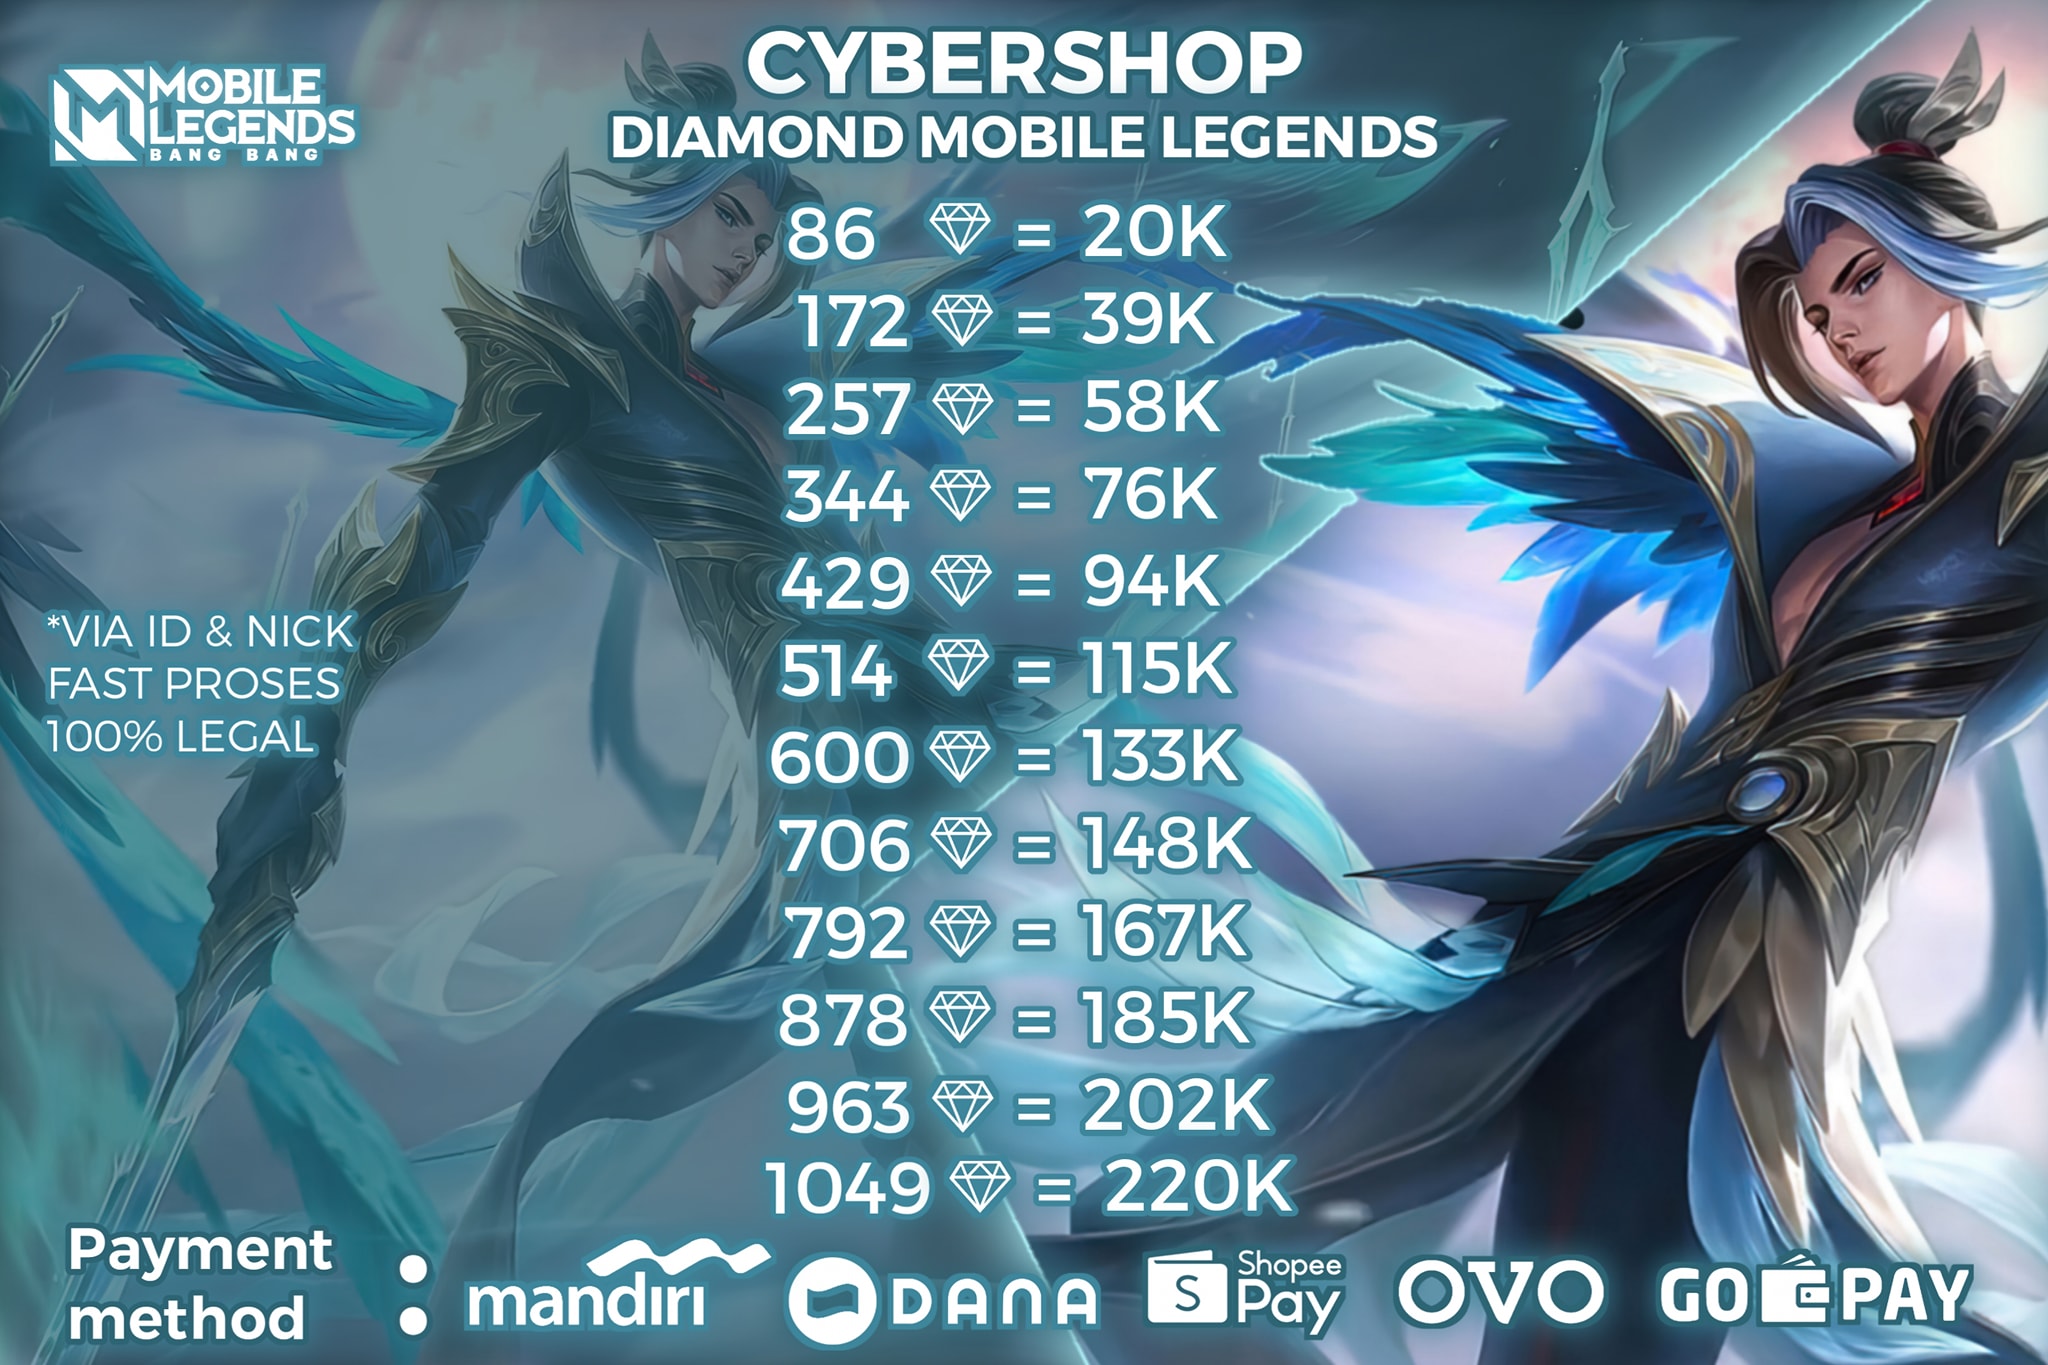 MOBILE
LEGENDS
BANG BANG
CYBERSHOP
DIAMOND MOBILE LEGENDS
86 = 20K
172 = 39K
257 = 58K
344 = 76K
429 = 94K
514 = 115K
600 = 133K
706 = 148K
792 = 167K
878 = 185K
963 = 202K
1049 = 220K
*VIA ID & NICK
FAST PROSES
100% LEGAL
Payment
method :
mandiri
DANA
S Shopee
Pay
OVO
GO PAY